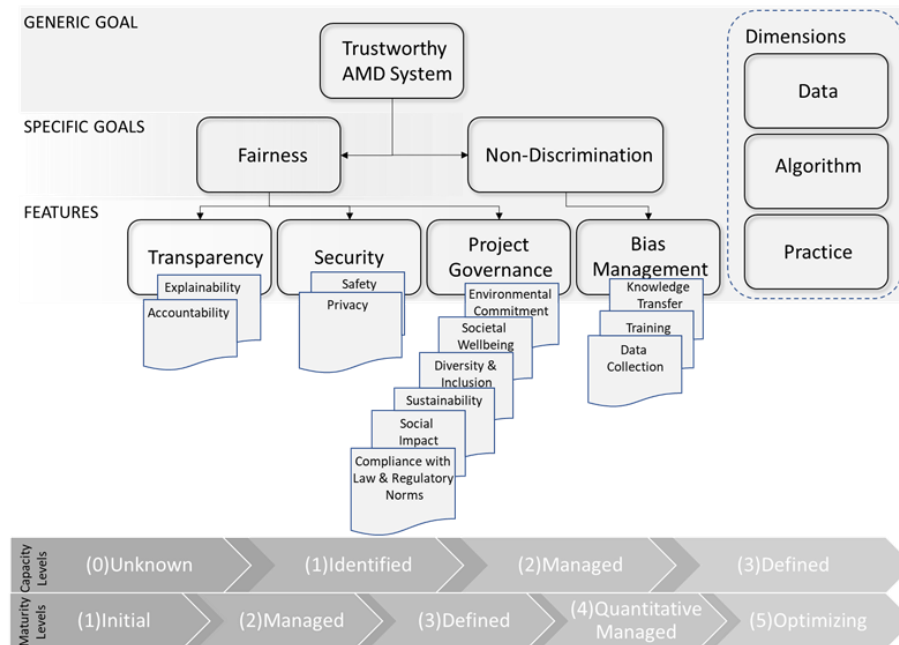 GENERIC GOAL
Trustworthy
AMD System
Dimensions
Data
Algorithm
Practice
SPECIFIC GOALS
Fairness
Non-Discrimination
FEATURES
Transparency
Explainability
Accountability
Security
Safety
Privacy
Project
Governance
Environmental
Commitment
Societal
Wellbeing
Diversity &
Inclusion
Sustainability
Social
Impact
Compliance with
Law & Regulatory
Norms
Bias
Management
Knowledge
Transfer
Training
Data
Collection
Capacity
Levels
(0)Unknown
(1)Identified
(2)Managed
(3)Defined
Maturity
Levels
(1)Initial
(2)Managed
(3)Defined
(4)Quantitative
Managed
(5)Optimizing